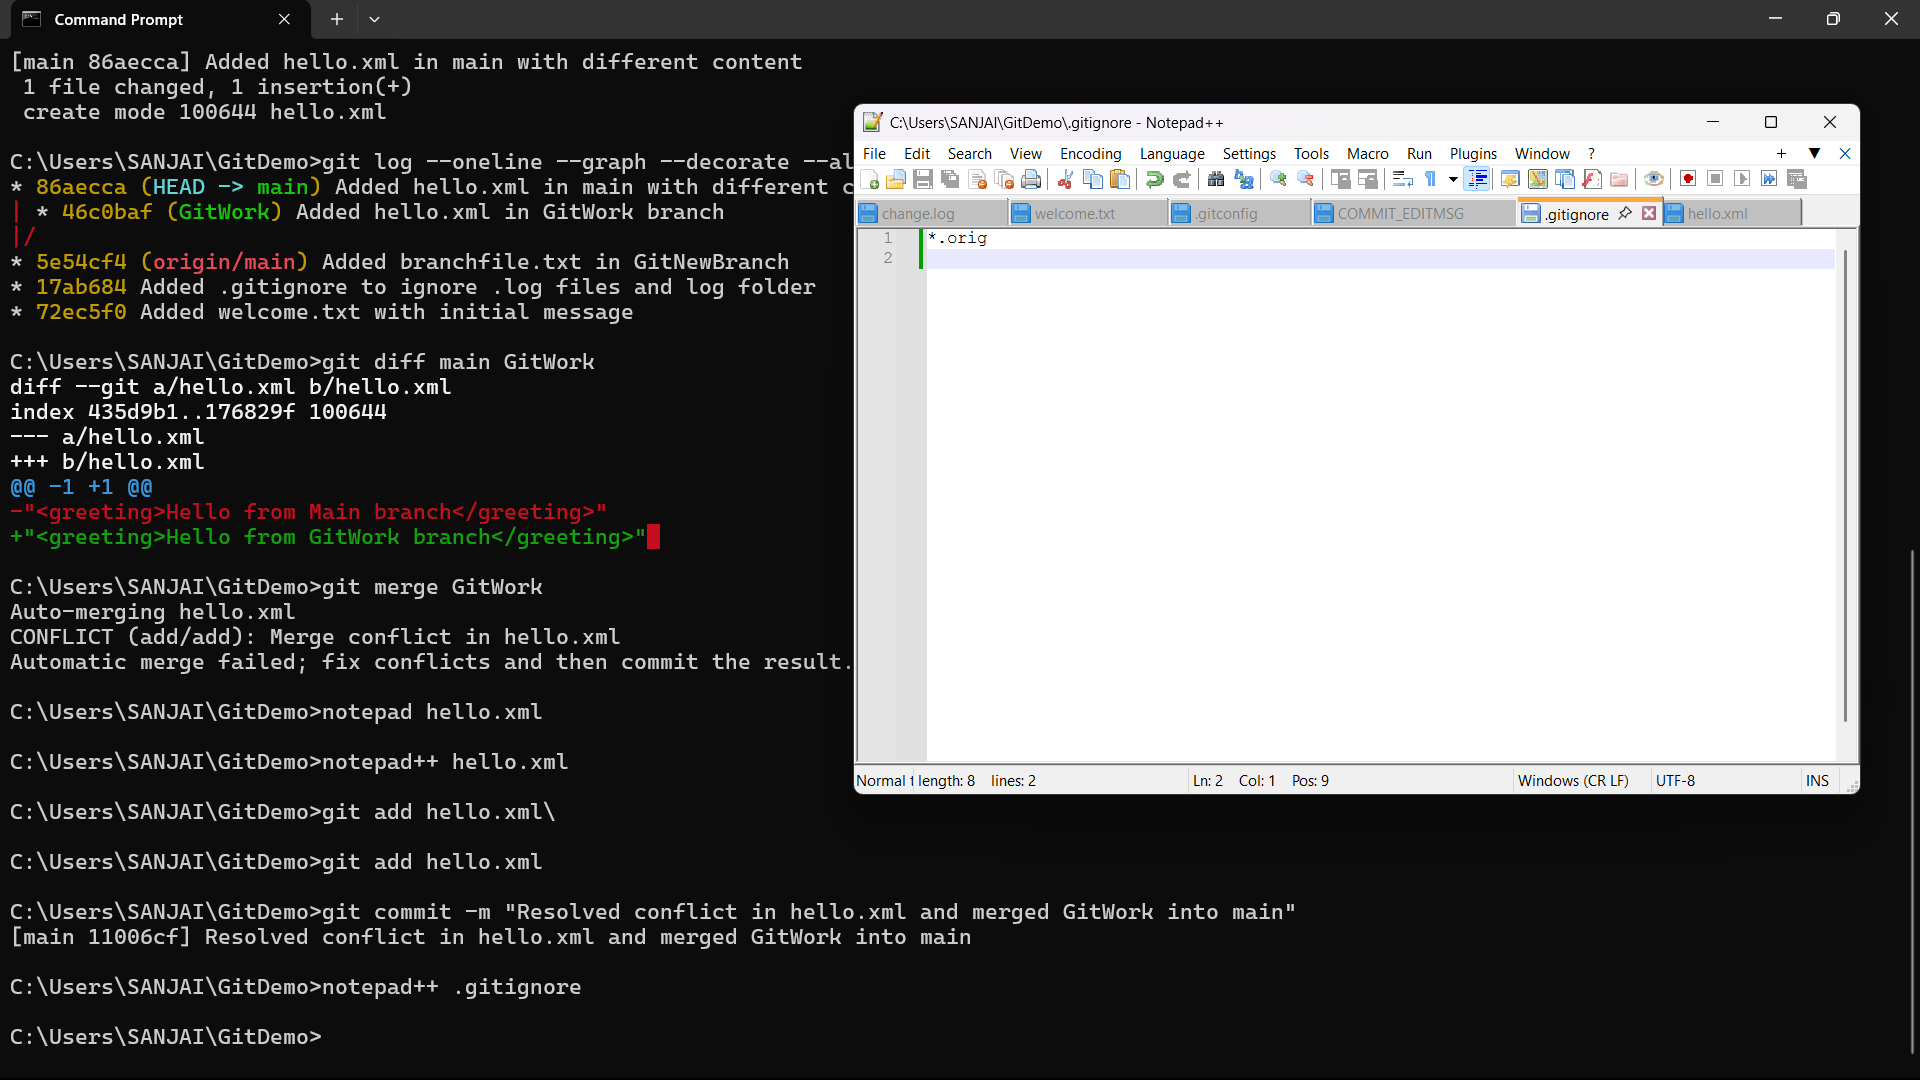 Command Prompt
[main 86aecca] Added hello.xml in main with different content
1 file changed, 1 insertion(+)
create mode 100644 hello.xml
C:\Users\SANJAI\GitDemo>git log --oneline --graph --decorate --al
* 86aecca (HEAD -> main) Added hello.xml in main with different c
| * 46c0baf (GitWork) Added hello.xml in GitWork branch
|/
* 5e54cf4 (origin/main) Added branchfile.txt in GitNewBranch
* 17ab684 Added .gitignore to ignore .log files and log folder
* 72ec5f0 Added welcome.txt with initial message
C:\Users\SANJAI\GitDemo>git diff main GitWork
diff --git a/hello.xml b/hello.xml
index 435d9b1..176829f 100644
--- a/hello.xml
+++ b/hello.xml
@@ -1 +1 @@
-"<greeting>Hello from Main branch</greeting>"
+"<greeting>Hello from GitWork branch</greeting>"
C:\Users\SANJAI\GitDemo>git merge GitWork
Auto-merging hello.xml
CONFLICT (add/add): Merge conflict in hello.xml
Automatic merge failed; fix conflicts and then commit the result.
C:\Users\SANJAI\GitDemo>notepad hello.xml
C:\Users\SANJAI\GitDemo>notepad++ hello.xml
C:\Users\SANJAI\GitDemo>git add hello.xml\
C:\Users\SANJAI\GitDemo>git add hello.xml
C:\Users\SANJAI\GitDemo>git commit -m "Resolved conflict in hello.xml and merged GitWork into main"
[main 11006cf] Resolved conflict in hello.xml and merged GitWork into main
C:\Users\SANJAI\GitDemo>notepad++ .gitignore
C:\Users\SANJAI\GitDemo>
C:\Users\SANJAI\GitDemo\.gitignore - Notepad++
File Edit Search View Encoding Language Settings Tools Macro Run Plugins Window ?
change.log welcome.txt .gitconfig COMMIT_EDITMSG .gitignore hello.xml
1 *.orig
2
Normal t length: 8 lines: 2 Ln: 2 Col: 1 Pos: 9 Windows (CR LF) UTF-8 INS